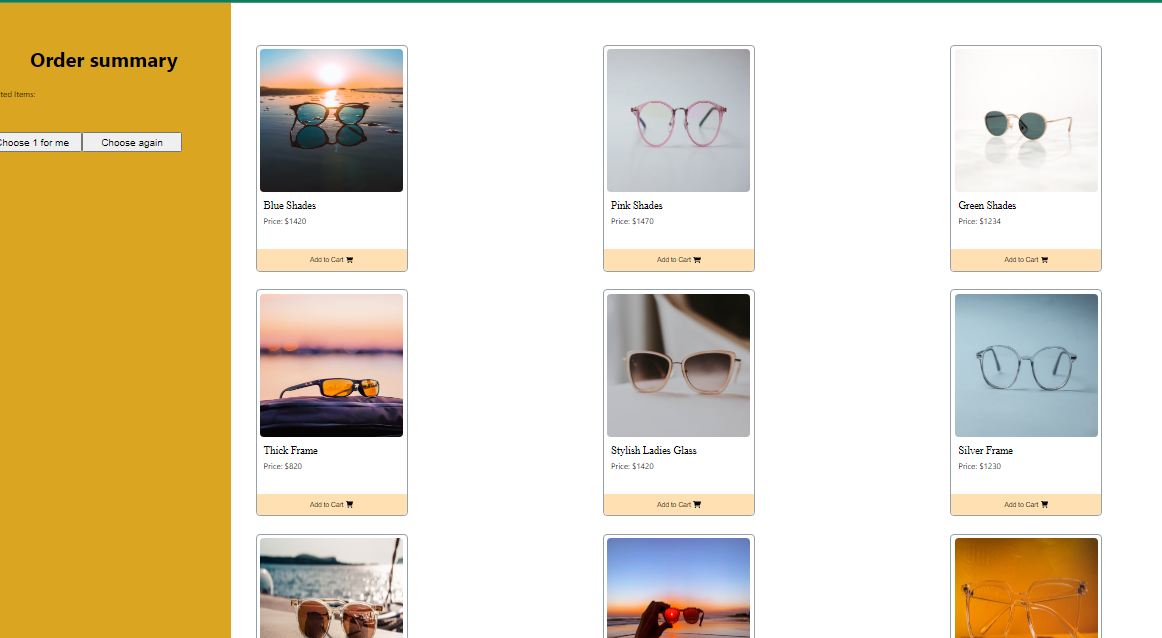 Order summary
ted Items:
Choose 1 for me
Choose again
Blue Shades
Price: $1420
Add to Cart
Pink Shades
Price: $1470
Add to Cart
Green Shades
Price: $1234
Add to Cart
Thick Frame
Price: $820
Add to Cart
Stylish Ladies Glass
Price: $1420
Add to Cart
Silver Frame
Price: $1230
Add to Cart